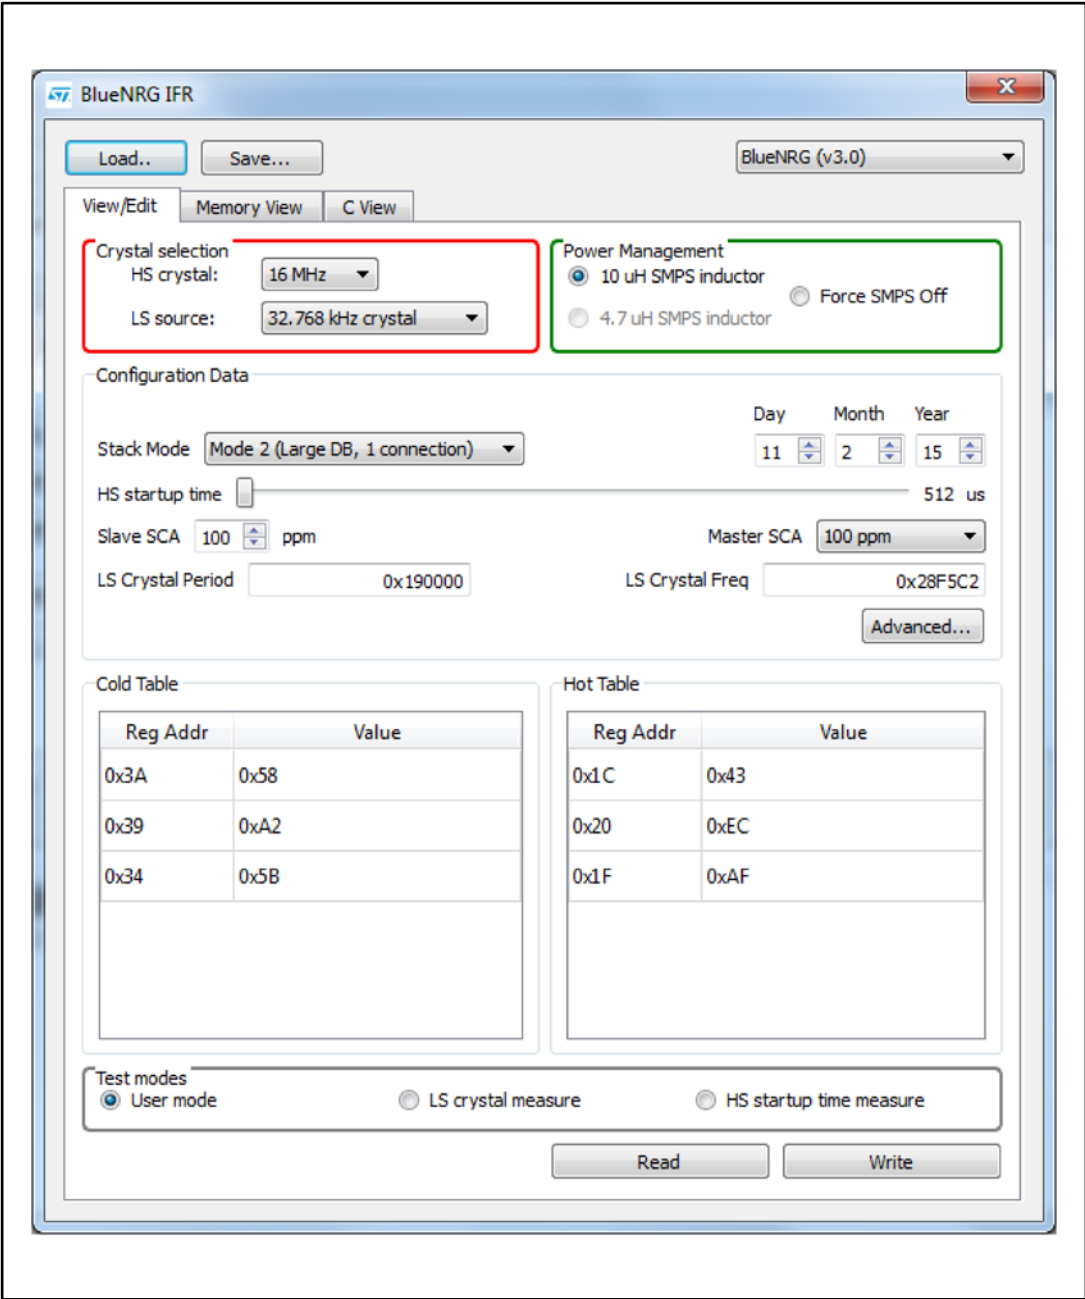 BlueNRG IFR
Load..
Save...
BlueNRG (v3.0)
View/Edit
Memory View
C View
Crystal selection
HS crystal:
16 MHz
LS source:
32.768 kHz crystal
Power Management
10 uH SMPS inductor
Force SMPS Off
4.7 uH SMPS inductor
Configuration Data
Day Month Year
Stack Mode Mode 2 (Large DB, 1 connection) 11 2 15
HS startup time 512 us
Slave SCA 100 ppm Master SCA 100 ppm
LS Crystal Period 0x190000 LS Crystal Freq 0x28F5C2
Advanced...
Cold Table
Reg Addr Value
0x3A 0x58
0x39 0xA2
0x34 0x5B
Hot Table
Reg Addr Value
0x1C 0x43
0x20 0xEC
0x1F 0xAF
Test modes
User mode LS crystal measure HS startup time measure
Read Write